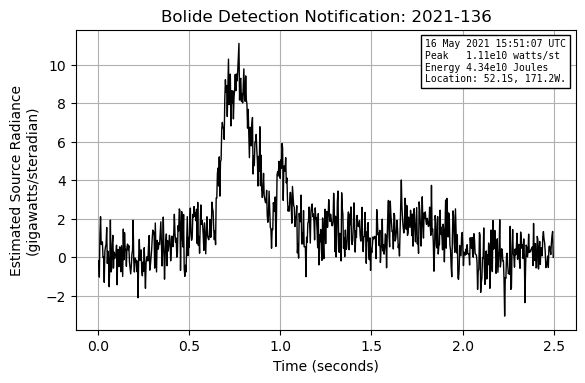 Bolide Detection Notification: 2021-136
16 May 2021 15:51:07 UTC
Peak   1.11e10 watts/st
Energy 4.34e10 Joules
Location: 52.1S, 171.2W.
Estimated Source Radiance
(gigawatts/steradian)
10
8
6
4
2
0
−2
0.0 0.5 1.0 1.5 2.0 2.5
Time (seconds)